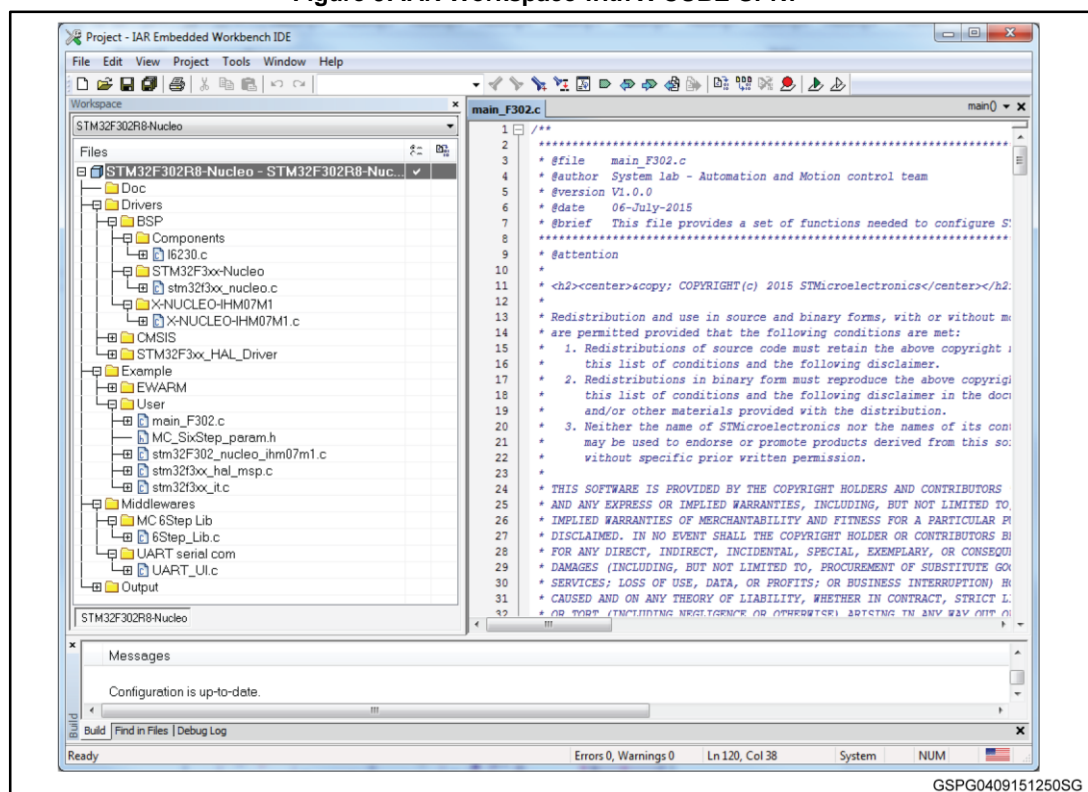 Project - IAR Embedded Workbench IDE
File Edit View Project Tools Window Help
Workspace
STM32F302R8-Nucleo
Files
STM32F302R8-Nucleo - STM32F302R8-Nuc...
Doc
Drivers
BSP
Components
l6230.c
STM32F3xx-Nucleo
stm32f3xx_nucleo.c
X-NUCLEO-IHM07M1
X-NUCLEO-IHM07M1.c
CMSIS
STM32F3xx_HAL_Driver
Example
EWARM
User
main_F302.c
MC_SixStep_param.h
stm32F302_nucleo_ihm07m1.c
stm32f3xx_hal_msp.c
stm32f3xx_it.c
Middlewares
MC 6Step Lib
6Step_Lib.c
UART serial com
UART_UI.c
Output
STM32F302R8-Nucleo
main_F302.c main()
1 /**
2 ******************************************************************************
3 * @file main_F302.c
4 * @author System lab - Automation and Motion control team
5 * @version V1.0.0
6 * @date 06-July-2015
7 * @brief This file provides a set of functions needed to configure
8 ******************************************************************************
9 * @attention
10 *
11 * <h2><center>&copy; COPYRIGHT(c) 2015 STMicroelectronics</center></h2
12 *
13 * Redistribution and use in source and binary forms, with or without
14 * are permitted provided that the following conditions are met:
15 * 1. Redistributions of source code must retain the above copyright
16 * this list of conditions and the following disclaimer.
17 * 2. Redistributions in binary form must reproduce the above
18 * this list of conditions and the following disclaimer in the
19 * and/or other materials provided with the distribution.
20 * 3. Neither the name of STMicroelectronics nor the names of its
21 * may be used to endorse or promote products derived from this
22 * without specific prior written permission.
23 *
24 * THIS SOFTWARE IS PROVIDED BY THE COPYRIGHT HOLDERS AND CONTRIBUTORS
25 * AND ANY EXPRESS OR IMPLIED WARRANTIES, INCLUDING, BUT NOT LIMITED TO
26 * IMPLIED WARRANTIES OF MERCHANTABILITY AND FITNESS FOR A PARTICULAR
27 * DISCLAIMED. IN NO EVENT SHALL THE COPYRIGHT HOLDER OR CONTRIBUTORS
28 * FOR ANY DIRECT, INDIRECT, INCIDENTAL, SPECIAL, EXEMPLARY, OR
29 * DAMAGES (INCLUDING, BUT NOT LIMITED TO, PROCUREMENT OF SUBSTITUTE
30 * SERVICES; LOSS OF USE, DATA, OR PROFITS; OR BUSINESS INTERRUPTION)
31 * CAUSED AND ON ANY THEORY OF LIABILITY, WHETHER IN CONTRACT, STRICT
32 * OR TORT (INCLUDING NEGLIGENCE OR OTHERWISE) ARISING IN ANY WAY OUT
Messages
Configuration is up-to-date.
Build
Build Find in Files Debug Log
Ready Errors 0, Warnings 0 Ln 120, Col 38 System NUM
GSPG0409151250SG